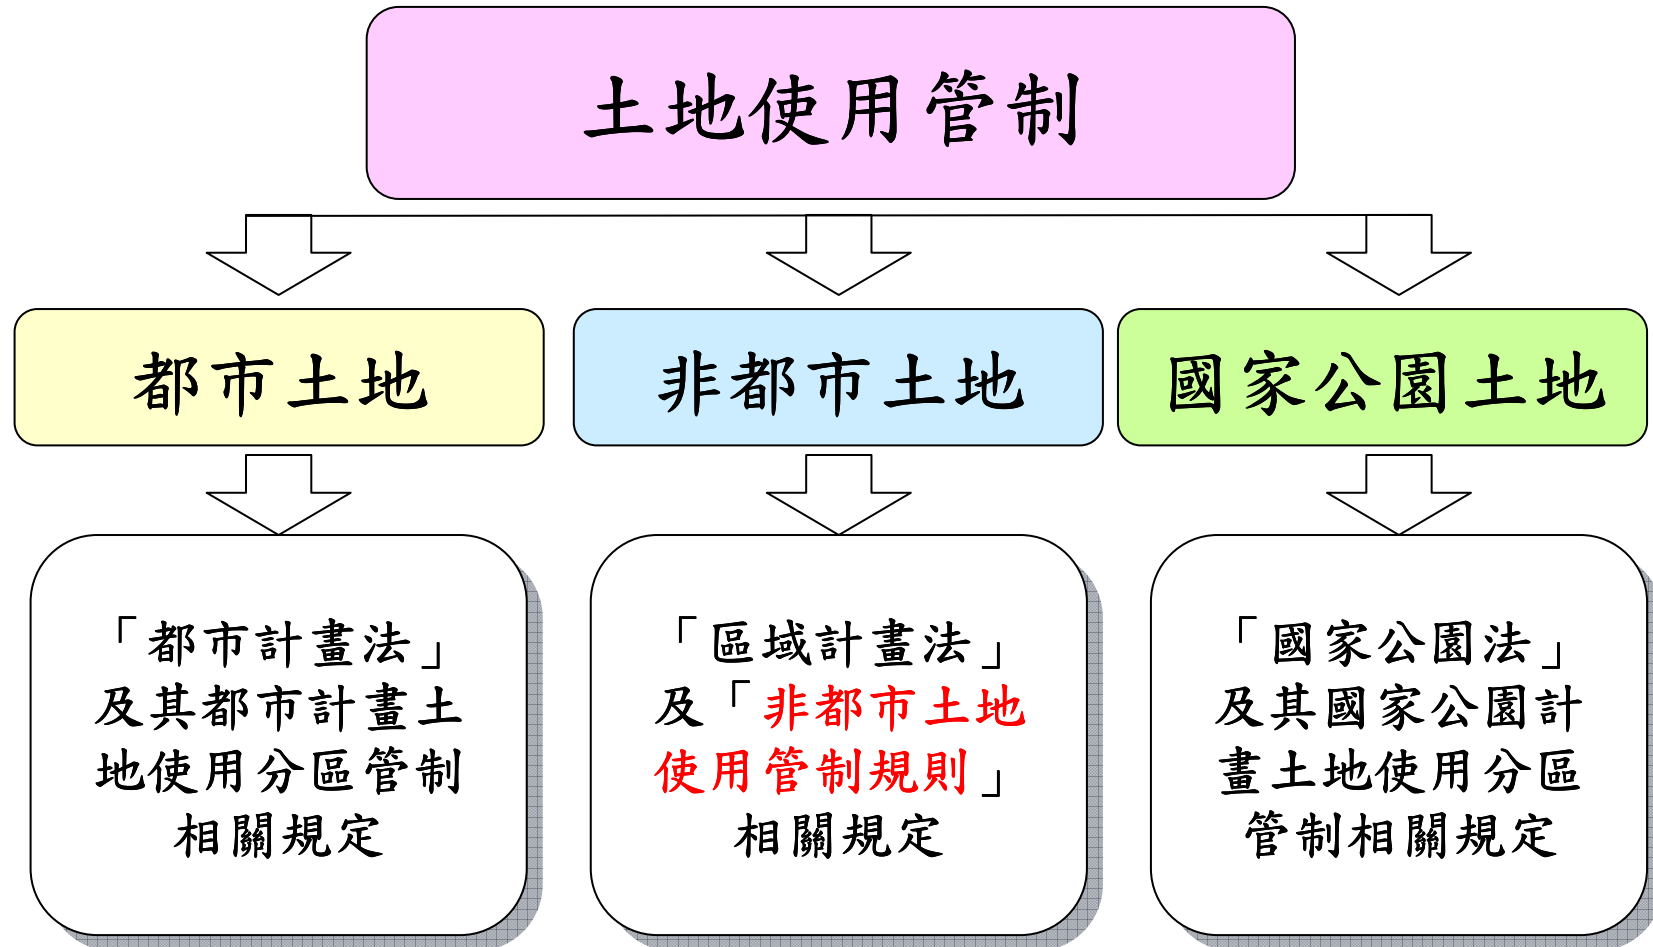 土地使用管制
都市土地
非都市土地
國家公園土地
「都市計畫法」
及其都市計畫土
地使用分區管制
相關規定
「區域計畫法」
及「非都市土地
使用管制規則」
相關規定
「國家公園法」
及其國家公園計
畫土地使用分區
管制相關規定